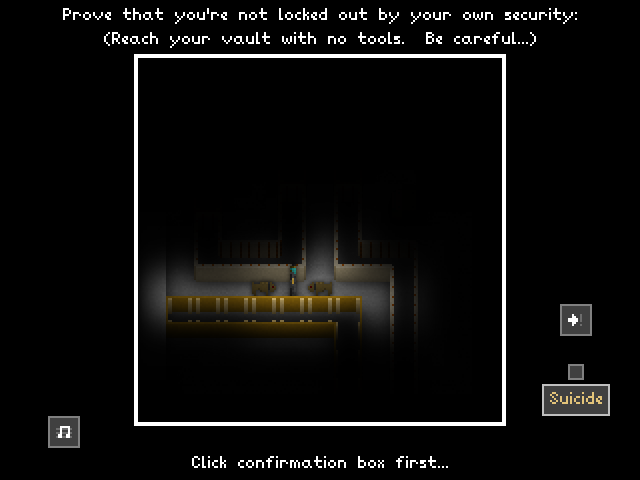 Prove that you're not locked out by your own security:
(Reach your vault with no tools.  Be careful...)
Suicide
Click confirmation box first...